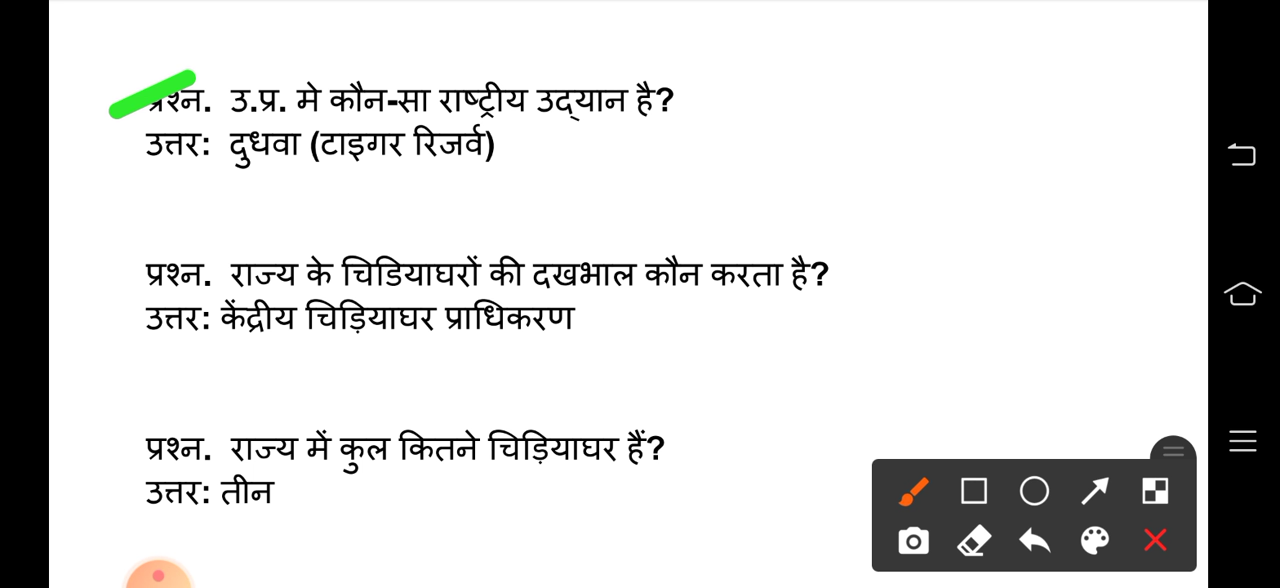 प्रश्न. उ.प्र. मे कौन-सा राष्ट्रीय उद्यान है?
उत्तर: दुधवा (टाइगर रिजर्व)
प्रश्न. राज्य के चिडियाघरों की दखभाल कौन करता है?
उत्तर: केंद्रीय चिड़ियाघर प्राधिकरण
प्रश्न. राज्य में कुल कितने चिड़ियाघर हैं?
उत्तर: तीन